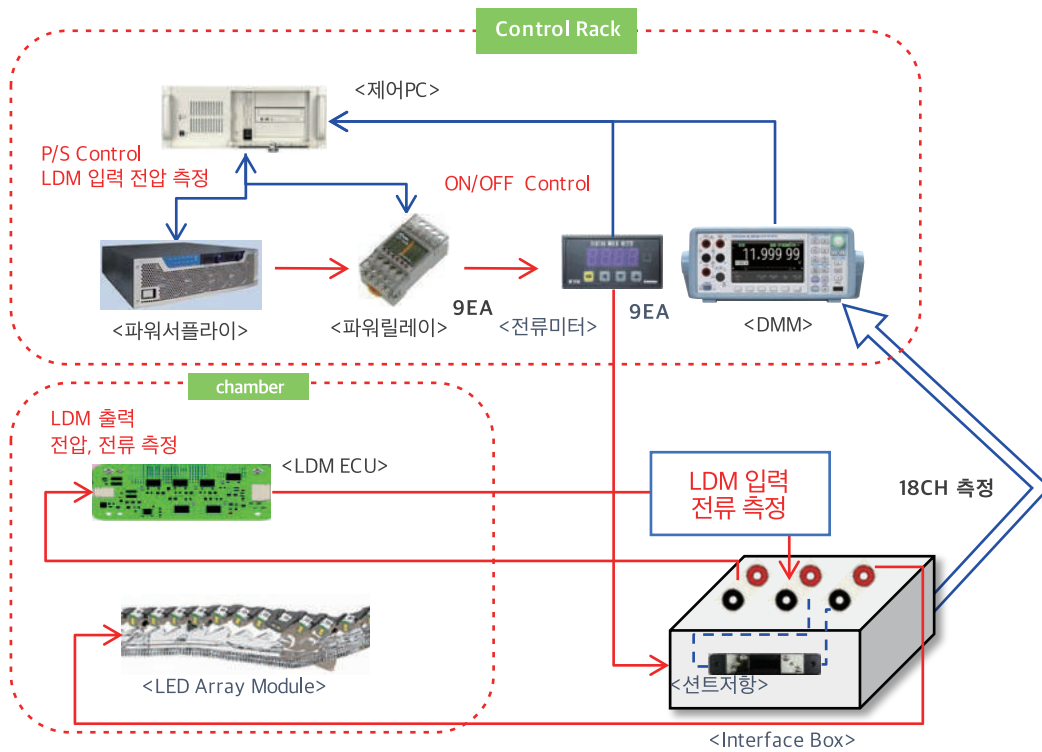 Control Rack
<제어PC>
P/S Control
LDM 입력 전압 측정
ON/OFF Control
11.999 99
<파워서플라이>
<파워릴레이>
9EA
<전류미터>
9EA
<DMM>
chamber
LDM 출력
전압, 전류 측정
<LDM ECU>
LDM 입력
전류 측정
18CH 측정
<LED Array Module>
<션트저항>
<Interface Box>